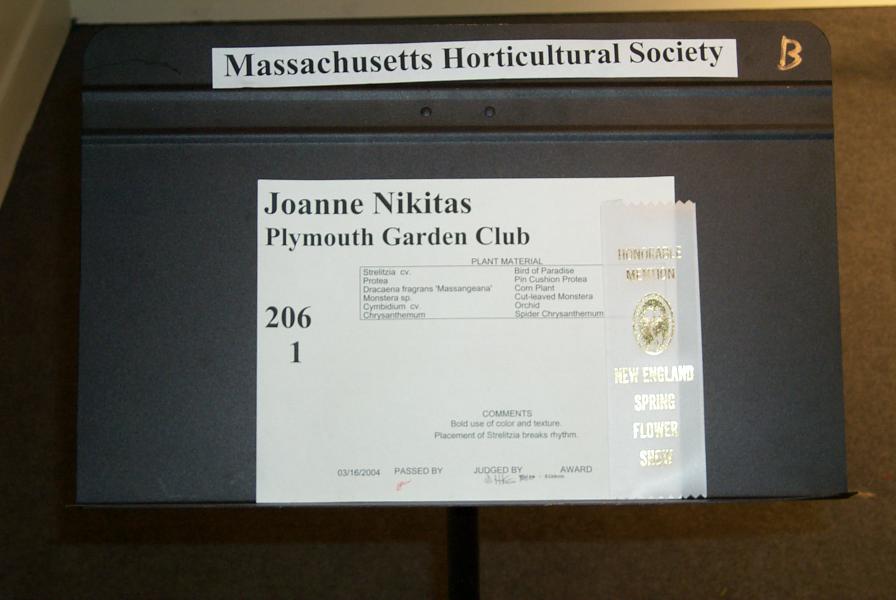 Massachusetts Horticultural Society
B
Joanne Nikitas
Plymouth Garden Club
PLANT MATERIAL
Strelitzia cv. Bird of Paradise
Protea Pin Cushion Protea
Dracaena fragrans 'Massangeana' Corn Plant
Monstera sp. Cut-leaved Monstera
Cymbidium cv. Orchid
Chrysanthemum Spider Chrysanthemum
206
1
COMMENTS
Bold use of color and texture.
Placement of Strelitzia breaks rhythm.
03/16/2004 PASSED BY JUDGED BY AWARD
HONORABLE
MENTION
NEW ENGLAND
SPRING
FLOWER
SHOW